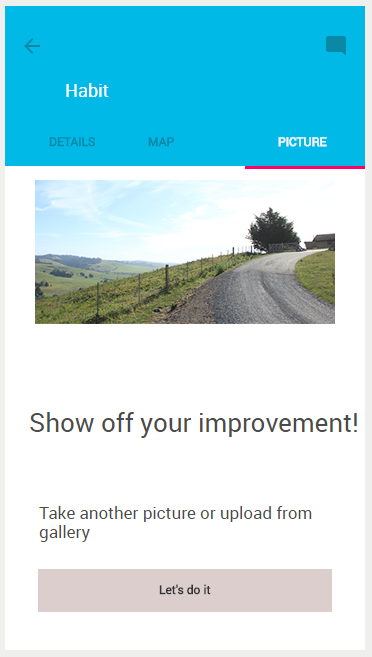 Habit
DETAILS MAP PICTURE
Show off your improvement!
Take another picture or upload from
gallery
Let's do it